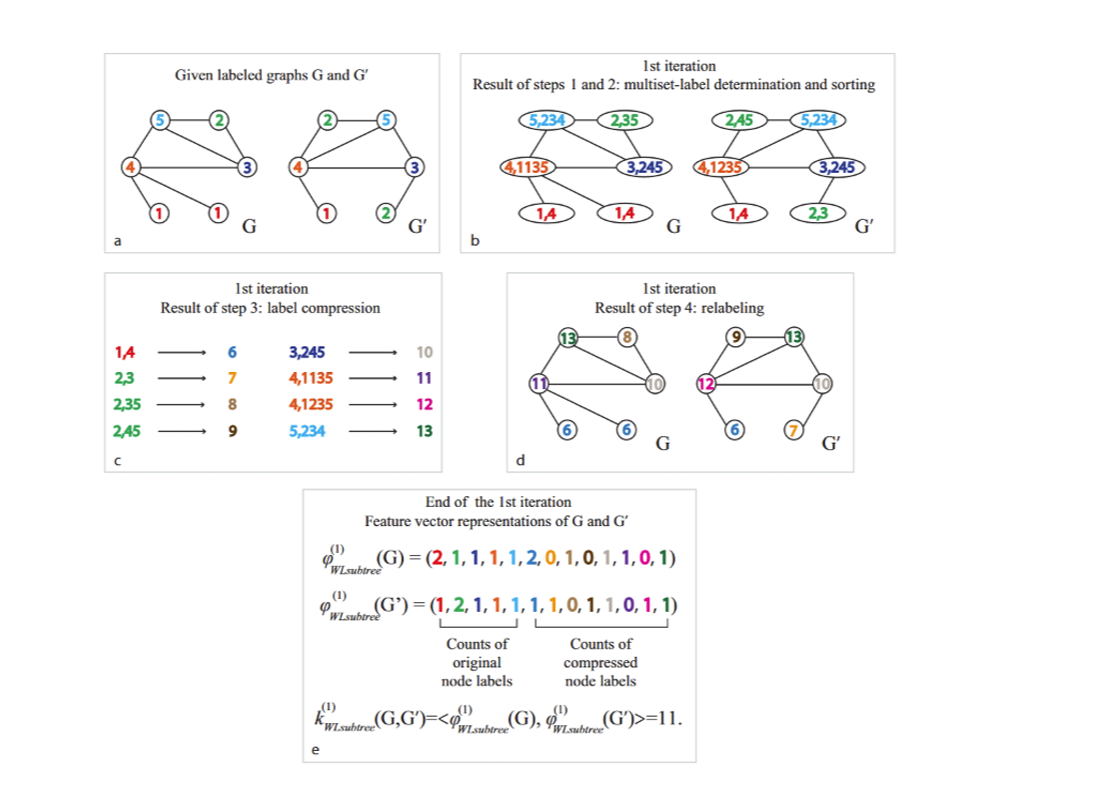 Given labeled graphs G and G′
5 2 2 5
4 3 4 3
1 1 1 2
G G′
a
1st iteration
Result of steps 1 and 2: multiset-label determination and sorting
5,234 2,35 2,45 5,234
4,1135 3,245 4,1235 3,245
1,4 1,4 1,4 2,3
G G′
b
1st iteration
Result of step 3: label compression
1,4 → 6 3,245 → 10
2,3 → 7 4,1135 → 11
2,35 → 8 4,1235 → 12
2,45 → 9 5,234 → 13
c
1st iteration
Result of step 4: relabeling
13 8 9 13
11 10 12 10
6 6 6 7
G G′
d
End of the 1st iteration
Feature vector representations of G and G′
φ(1)WLsubtree(G) = (2, 1, 1, 1, 1, 2, 0, 1, 0, 1, 1, 0, 1)
φ(1)WLsubtree(G’) = (1, 2, 1, 1, 1, 1, 1, 0, 1, 1, 0, 1, 1)
Counts of Counts of
original compressed
node labels node labels
k(1)WLsubtree(G,G′)=<φ(1)WLsubtree(G), φ(1)WLsubtree(G′)>=11.
e